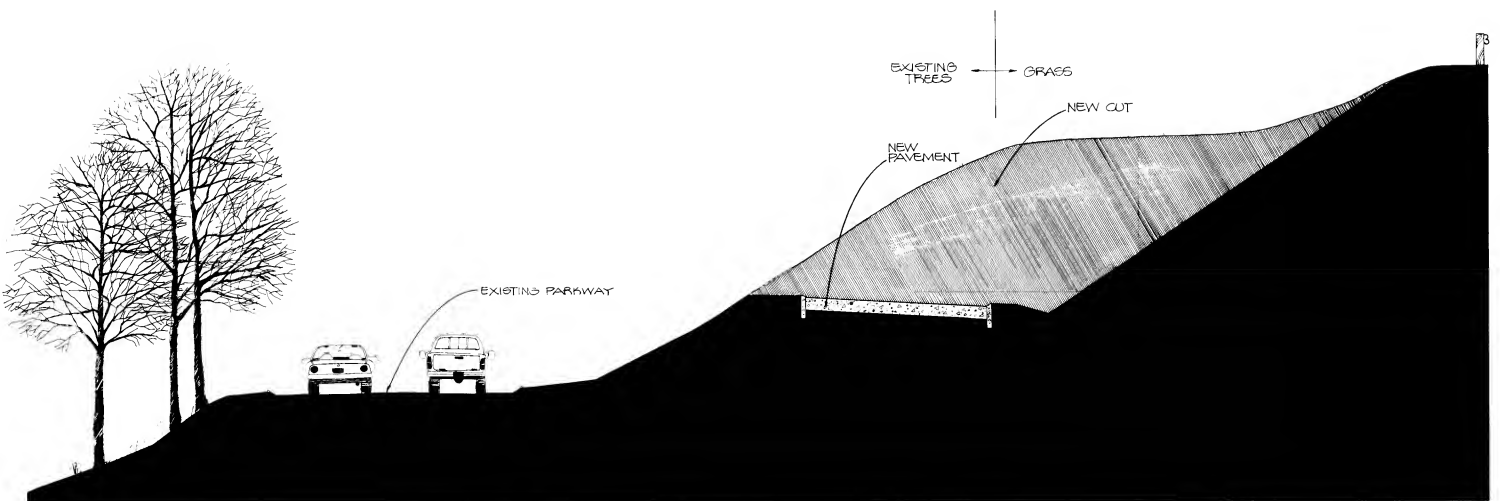 EXISTING
TREES
GRASS
NEW CUT
NEW
PAVEMENT
EXISTING PARKWAY